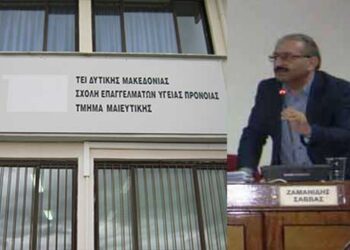 ΤΕΙ ΔΥΤΙΚΗΣ ΜΑΚΕΔΟΝΙΑΣ
ΣΧΟΛΗ ΕΠΑΓΓΕΛΜΑΤΩΝ ΥΓΕΙΑΣ ΠΡΟΝΟΙΑΣ
ΤΜΗΜΑ ΜΑΙΕΥΤΙΚΗΣ
ΖΑΜΑΝΙΔΗΣ
ΣΑΒΒΑΣ